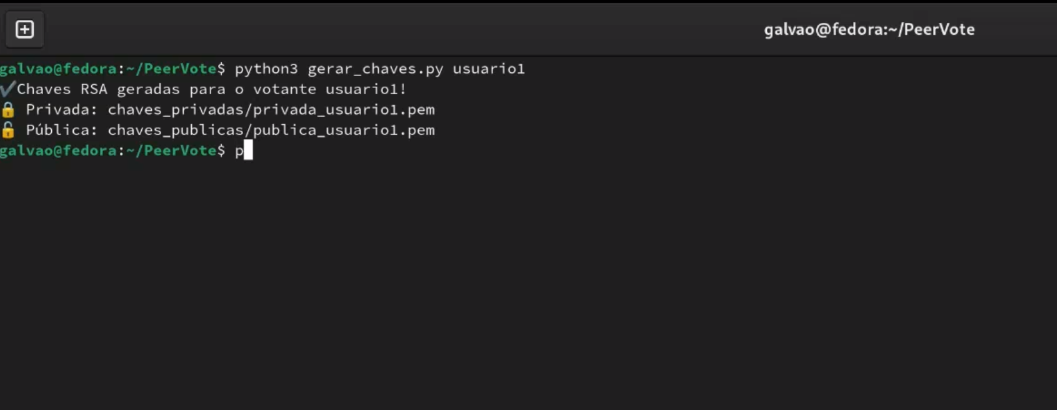 galvao@fedora:~/PeerVote
galvao@fedora:~/PeerVote$ python3 gerar_chaves.py usuario1
✔Chaves RSA geradas para o votante usuario1!
🔒 Privada: chaves_privadas/privada_usuario1.pem
🔓 Pública: chaves_publicas/publica_usuario1.pem
galvao@fedora:~/PeerVote$ p